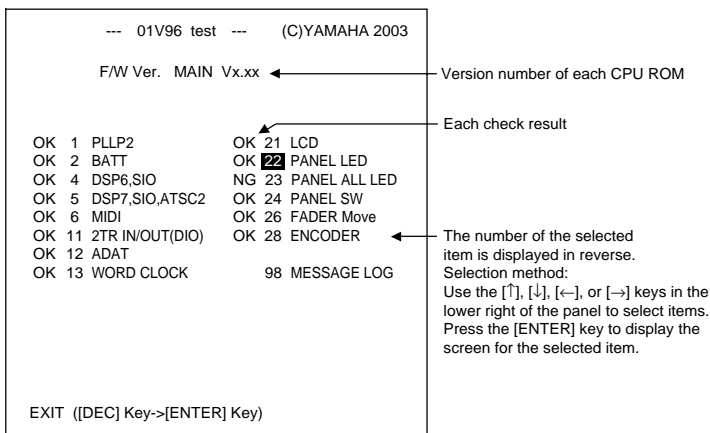 --- 01V96 test --- (C)YAMAHA 2003
F/W Ver. MAIN Vx.xx
Version number of each CPU ROM
Each check result
OK 1 PLLP2 OK 21 LCD
OK 2 BATT OK 22 PANEL LED
OK 4 DSP6,SIO NG 23 PANEL ALL LED
OK 5 DSP7,SIO,ATSC2 OK 24 PANEL SW
OK 6 MIDI OK 26 FADER Move
OK 11 2TR IN/OUT(DIO) OK 28 ENCODER
OK 12 ADAT
OK 13 WORD CLOCK 98 MESSAGE LOG
The number of the selected
item is displayed in reverse.
Selection method:
Use the [↑], [↓], [←], or [→] keys in the
lower right of the panel to select items.
Press the [ENTER] key to display the
screen for the selected item.
EXIT ([DEC] Key->[ENTER] Key)